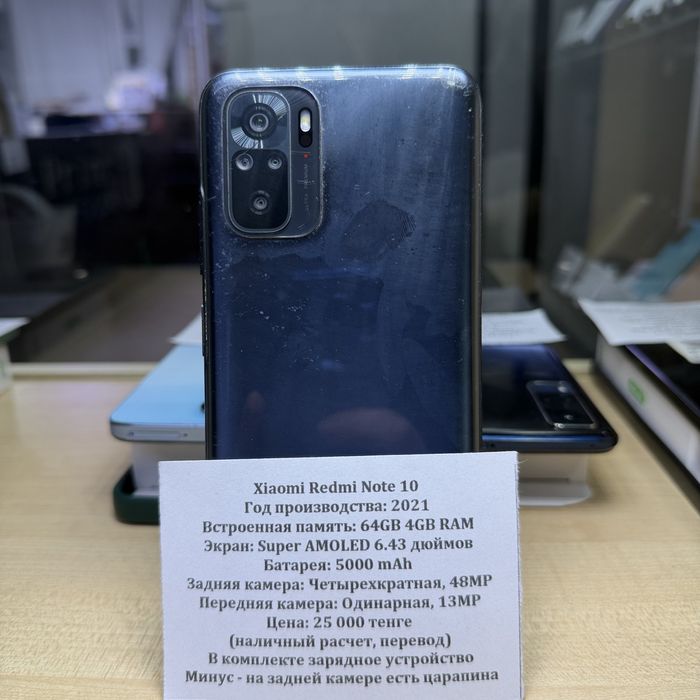 Xiaomi Redmi Note 10
Год производства: 2021
Встроенная память: 64GB 4GB RAM
Экран: Super AMOLED 6.43 дюймов
Батарея: 5000 mAh
Задняя камера: Четырехкратная, 48MP
Передняя камера: Одинарная, 13MP
Цена: 25 000 тенге
(наличный расчет, перевод)
В комплекте зарядное устройство
Минус - на задней камере есть царапина